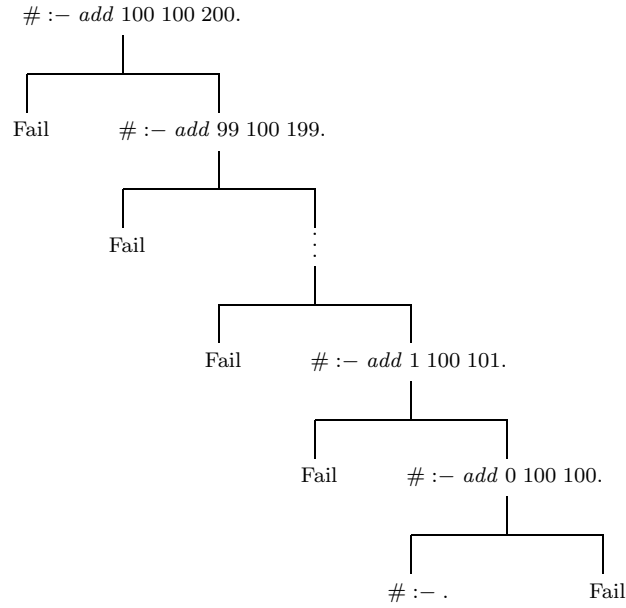 # :– add 100 100 200.
Fail # :– add 99 100 199.
Fail ⋮
Fail # :– add 1 100 101.
Fail # :– add 0 100 100.
# :– . Fail